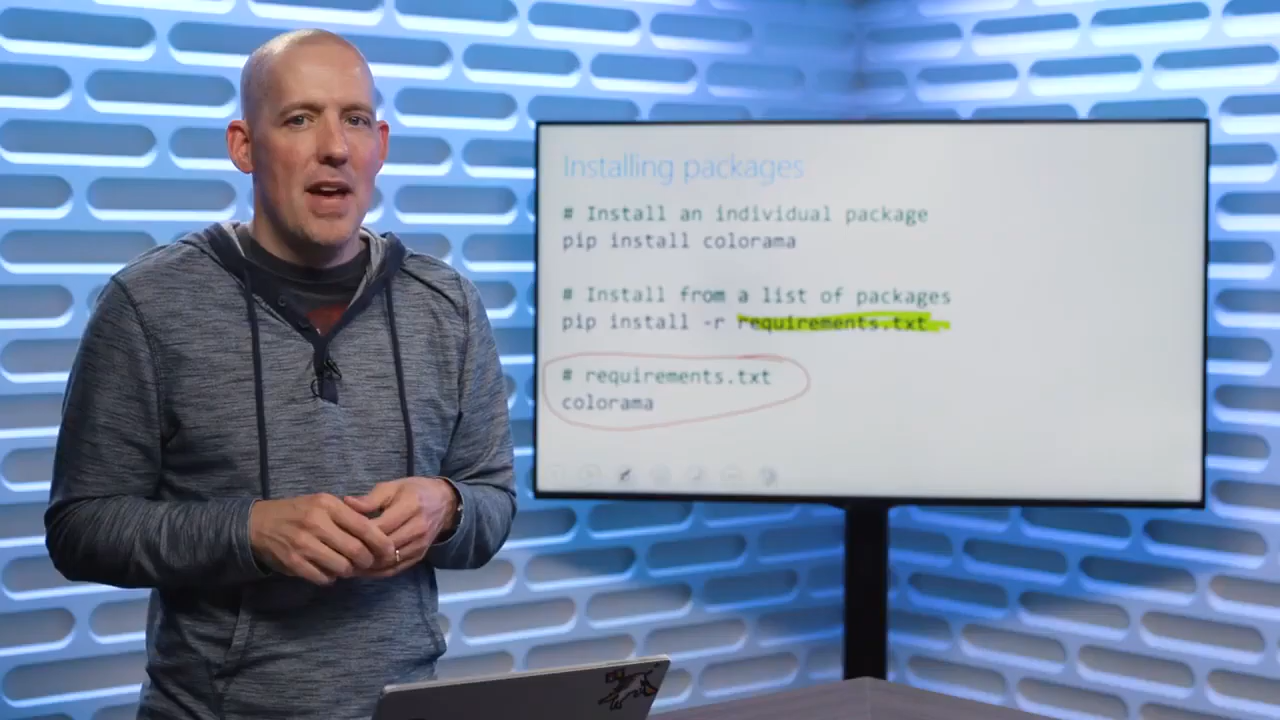 Installing packages
# Install an individual package
pip install colorama
# Install from a list of packages
pip install -r requirements.txt
# requirements.txt
colorama